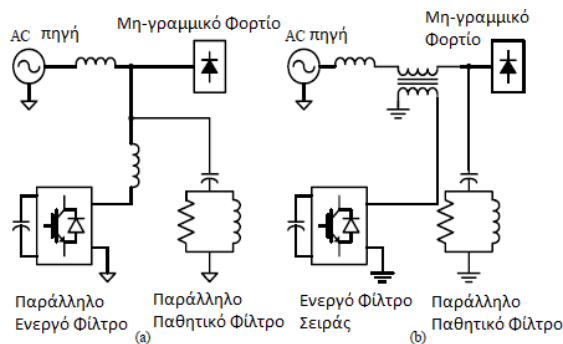 AC πηγή
Μη-γραμμικό Φορτίο
Παράλληλο
Ενεργό Φίλτρο
(a)
Παράλληλο
Παθητικό Φίλτρο
AC πηγή
Μη-γραμμικό
Φορτίο
Ενεργό Φίλτρο
Σειράς
(b)
Παράλληλο
Παθητικό Φίλτρο